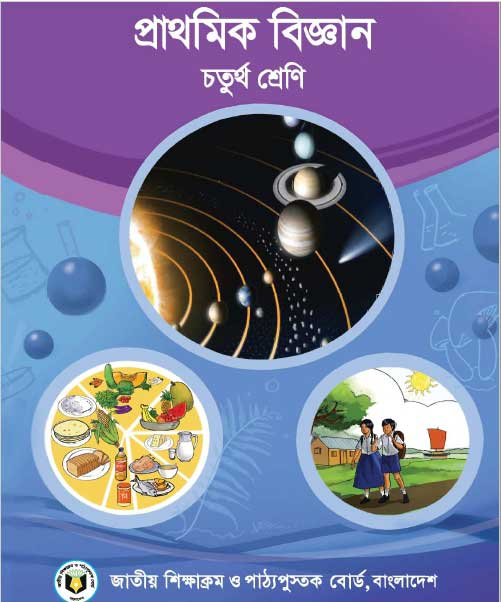 প্রাথমিক বিজ্ঞান
চতুর্থ শ্রেণি
জাতীয় শিক্ষাক্রম ও পাঠ্যপুস্তক বোর্ড, বাংলাদেশ